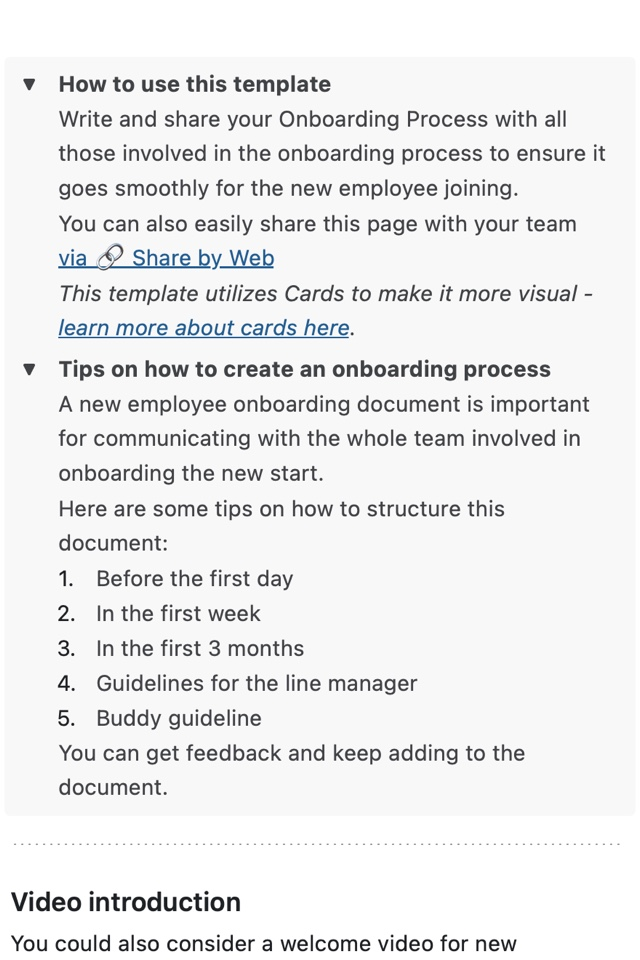 How to use this template
Write and share your Onboarding Process with all
those involved in the onboarding process to ensure it
goes smoothly for the new employee joining.
You can also easily share this page with your team
via 🔗 Share by Web
This template utilizes Cards to make it more visual -
learn more about cards here.
Tips on how to create an onboarding process
A new employee onboarding document is important
for communicating with the whole team involved in
onboarding the new start.
Here are some tips on how to structure this
document:
1. Before the first day
2. In the first week
3. In the first 3 months
4. Guidelines for the line manager
5. Buddy guideline
You can get feedback and keep adding to the
document.
Video introduction
You could also consider a welcome video for new